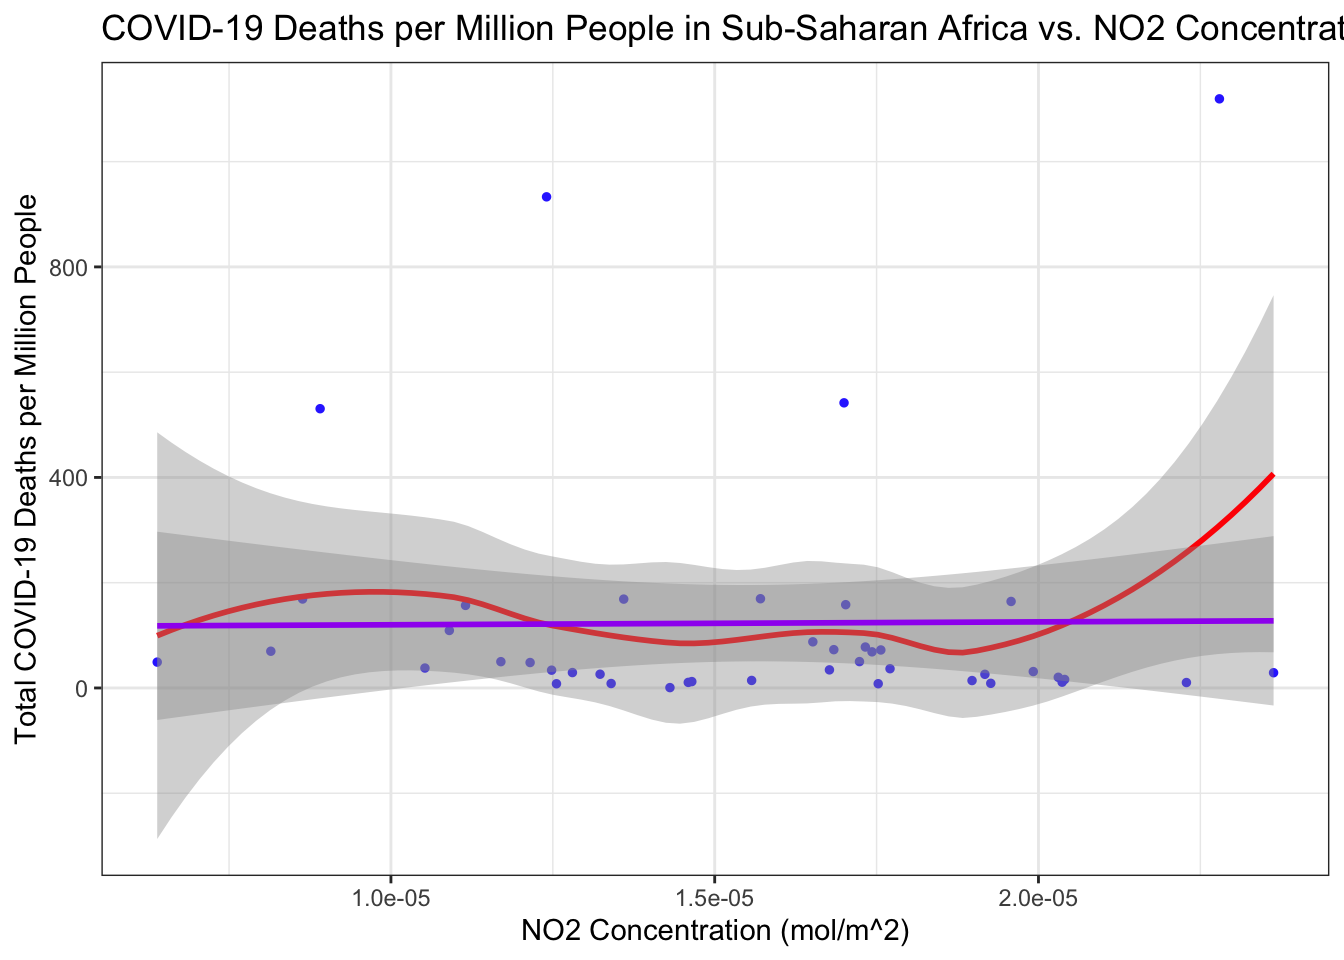 COVID-19 Deaths per Million People in Sub-Saharan Africa vs. NO2 Concentrat
Total COVID-19 Deaths per Million People
800
400
0
1.0e-05 1.5e-05 2.0e-05
NO2 Concentration (mol/m^2)